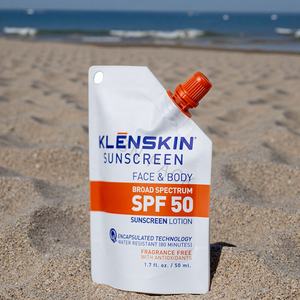 KLĒNSKIN
SUNSCREEN
FACE & BODY
BROAD SPECTRUM
SPF 50
SUNSCREEN LOTION
ENCAPSULATED TECHNOLOGY
WATER RESISTANT (80 MINUTES)
FRAGRANCE FREE
WITH ANTIOXIDANTS
1.7 fl. oz / 50 ml.